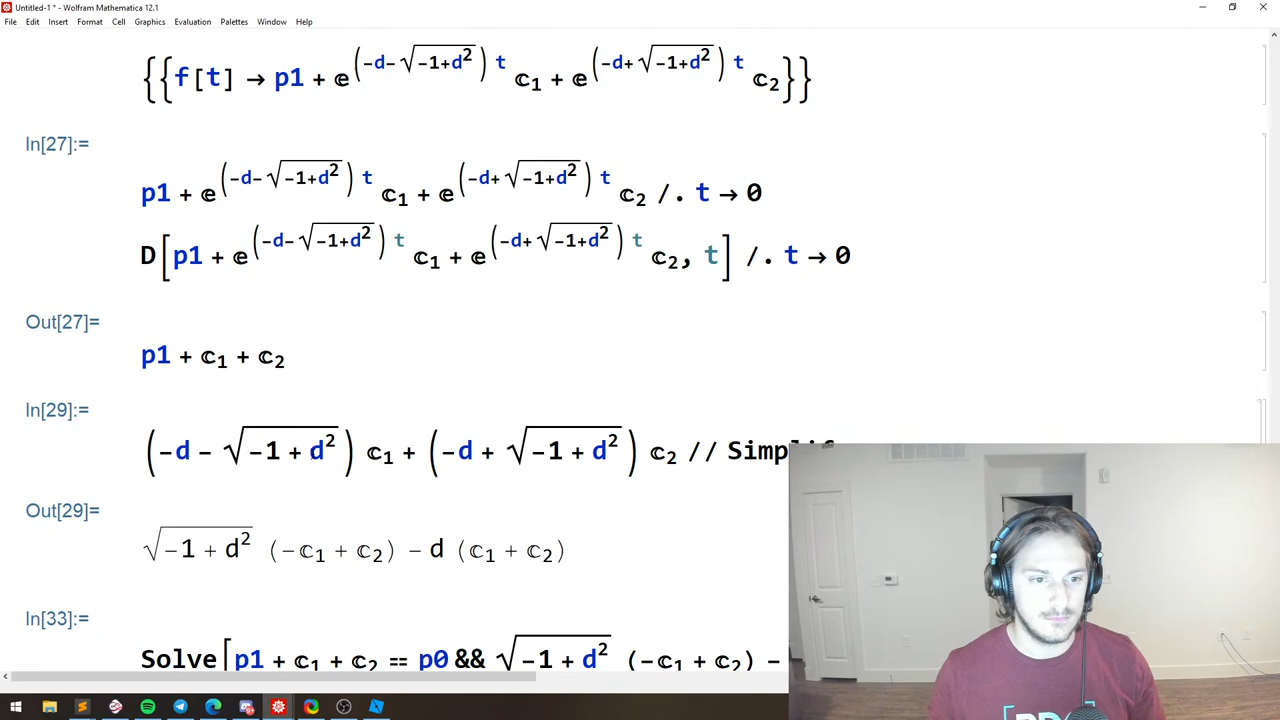 Untitled-1 * - Wolfram Mathematica 12.1
File Edit Insert Format Cell Graphics Evaluation Palettes Window Help
{{f[t] → p1 + ⅇ^((-d-√(-1+d²)) t) 𝕔₁ + ⅇ^((-d+√(-1+d²)) t) 𝕔₂}}
In[27]:=
p1 + ⅇ^((-d-√(-1+d²)) t) 𝕔₁ + ⅇ^((-d+√(-1+d²)) t) 𝕔₂ /. t → 0
D[p1 + ⅇ^((-d-√(-1+d²)) t) 𝕔₁ + ⅇ^((-d+√(-1+d²)) t) 𝕔₂, t] /. t → 0
Out[27]=
p1 + 𝕔₁ + 𝕔₂
In[29]:=
(-d - √(-1 + d²)) 𝕔₁ + (-d + √(-1 + d²)) 𝕔₂ // Simplif
Out[29]=
√(-1 + d²) (-𝕔₁ + 𝕔₂) - d (𝕔₁ + 𝕔₂)
In[33]:=
Solve[p1 + 𝕔₁ + 𝕔₂ == p0 && √(-1 + d²) (-𝕔₁ + 𝕔₂) -